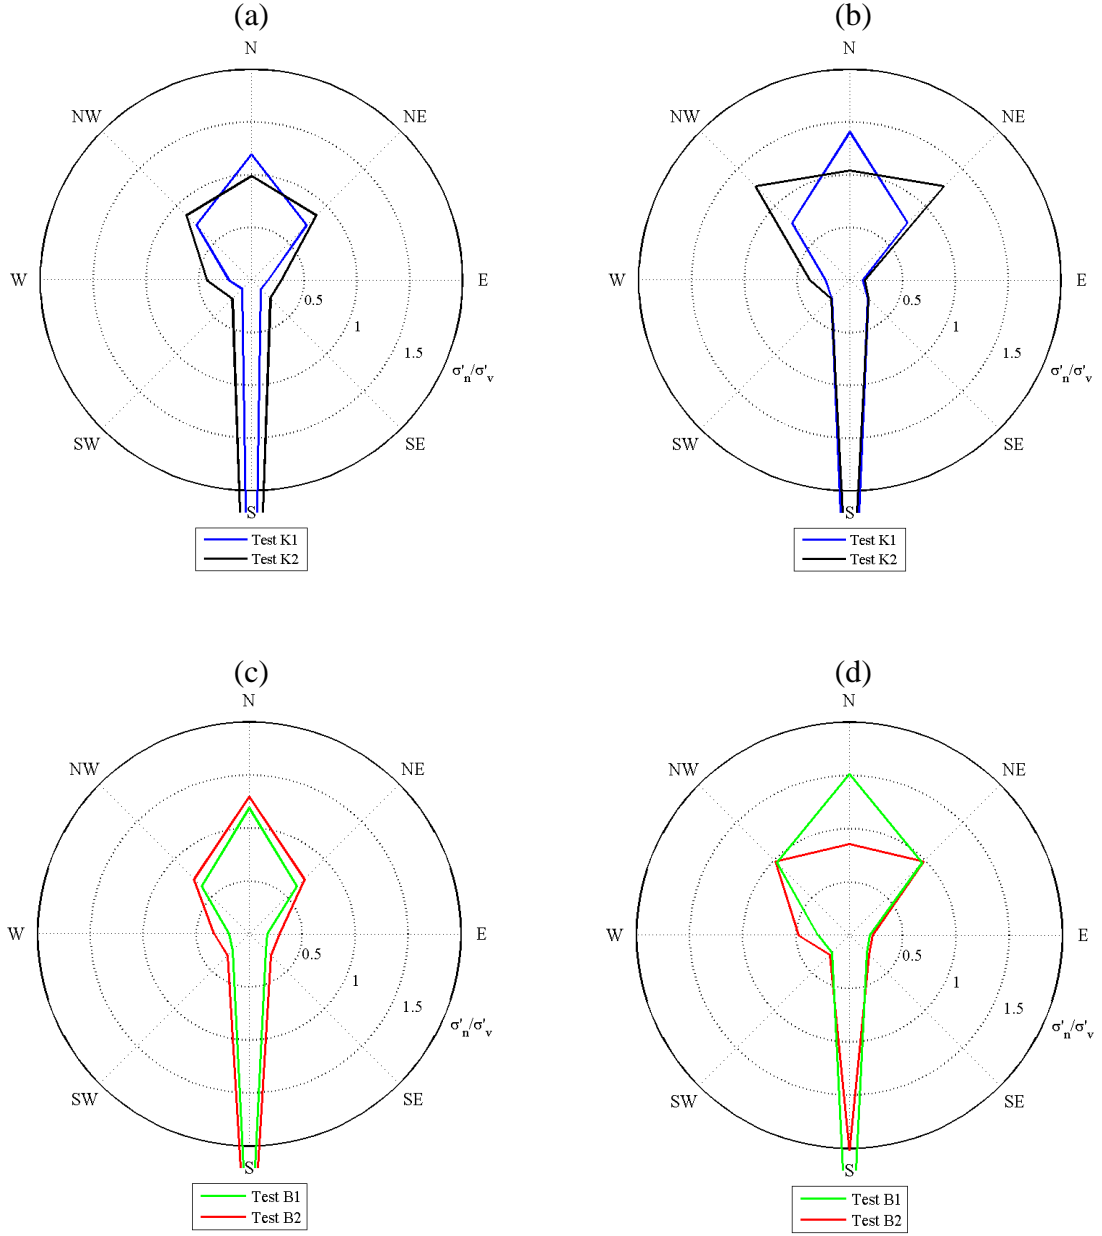 (a)
N
NW
NE
W
E
0.5
1
1.5
σ'n/σ'v
SW
SE
S
Test K1
Test K2
(b)
N
NW
NE
W
E
0.5
1
1.5
σ'n/σ'v
SW
SE
S
Test K1
Test K2
(c)
N
NW
NE
W
E
0.5
1
1.5
σ'n/σ'v
SW
SE
S
Test B1
Test B2
(d)
N
NW
NE
W
E
0.5
1
1.5
σ'n/σ'v
SW
SE
S
Test B1
Test B2